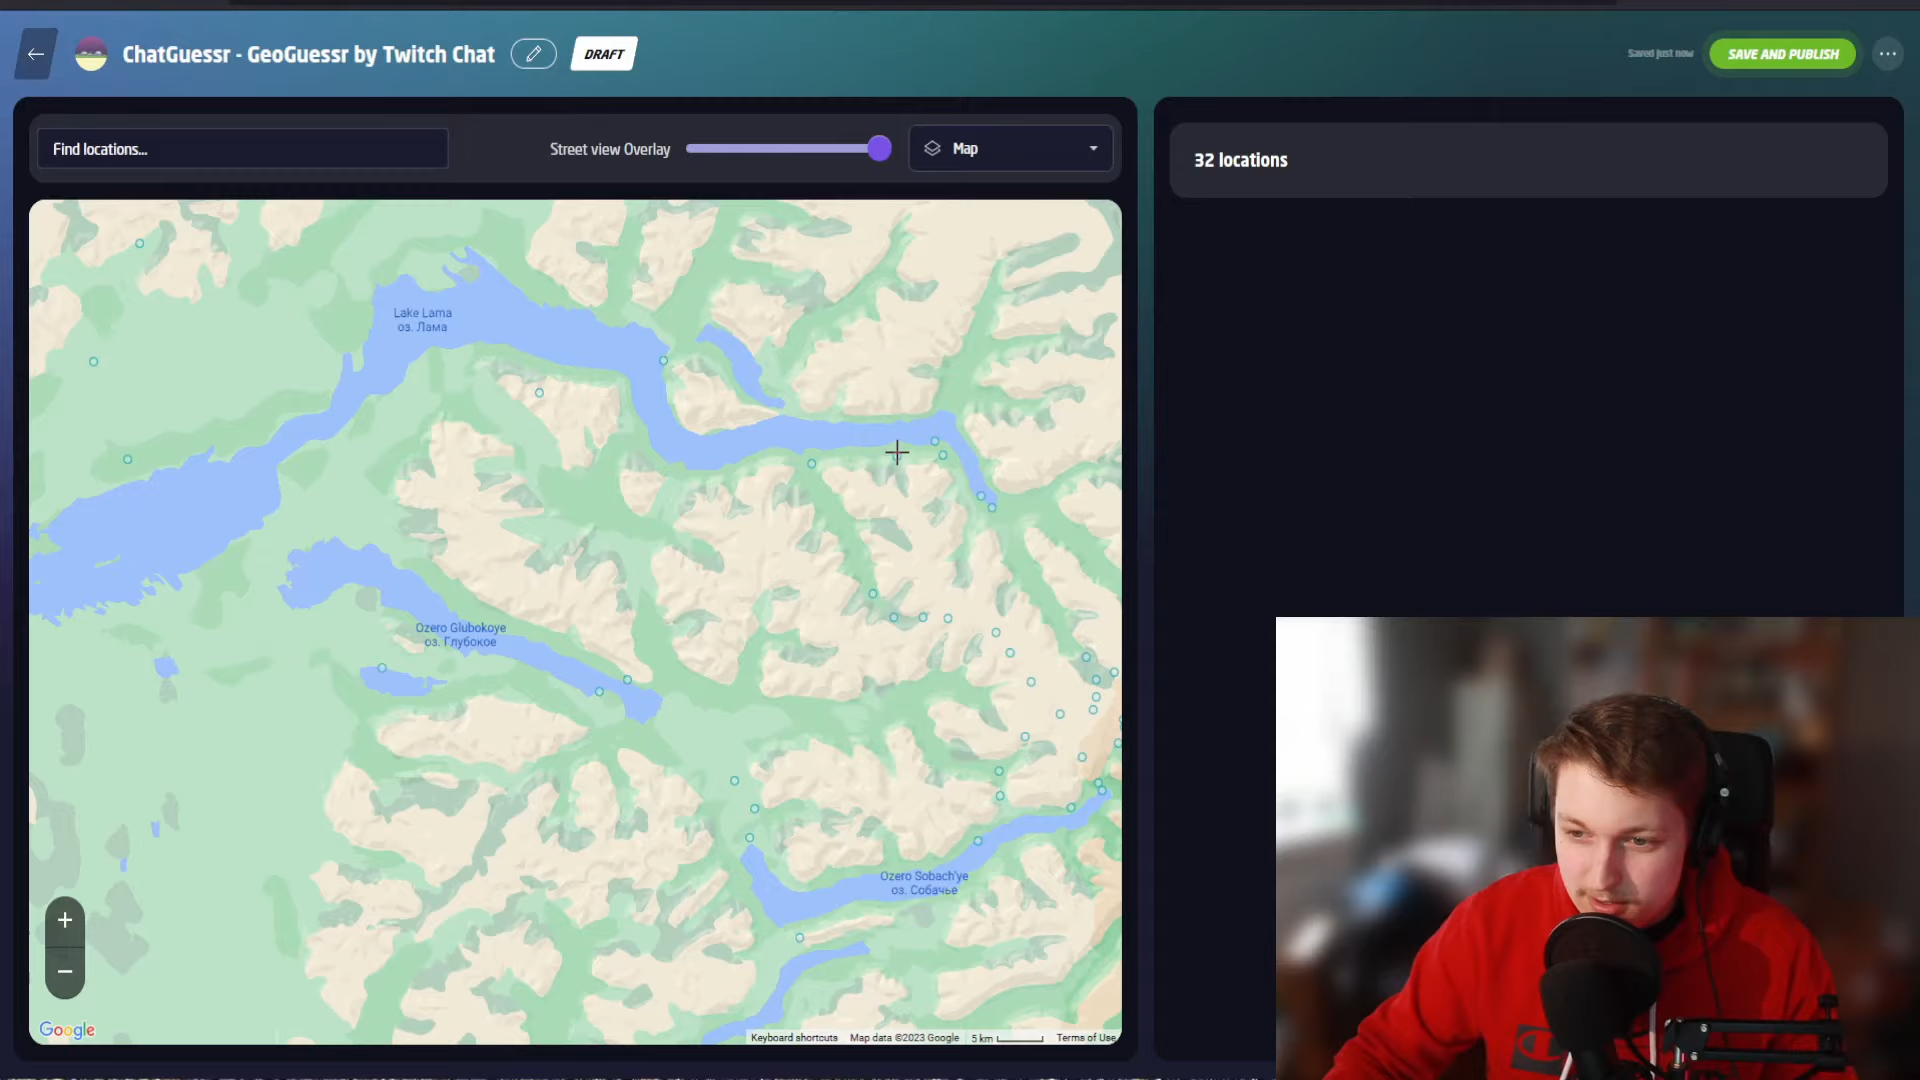 ChatGuessr - GeoGuessr by Twitch Chat
DRAFT
Saved just now
SAVE AND PUBLISH
Find locations...
Street view Overlay
Map
32 locations
Lake Lama
оз. Лама
Ozero Glubokoye
оз. Глубокое
Ozero Sobach'ye
оз. Собачье
Google
Keyboard shortcuts
Map data ©2023 Google
5 km
Terms of Use